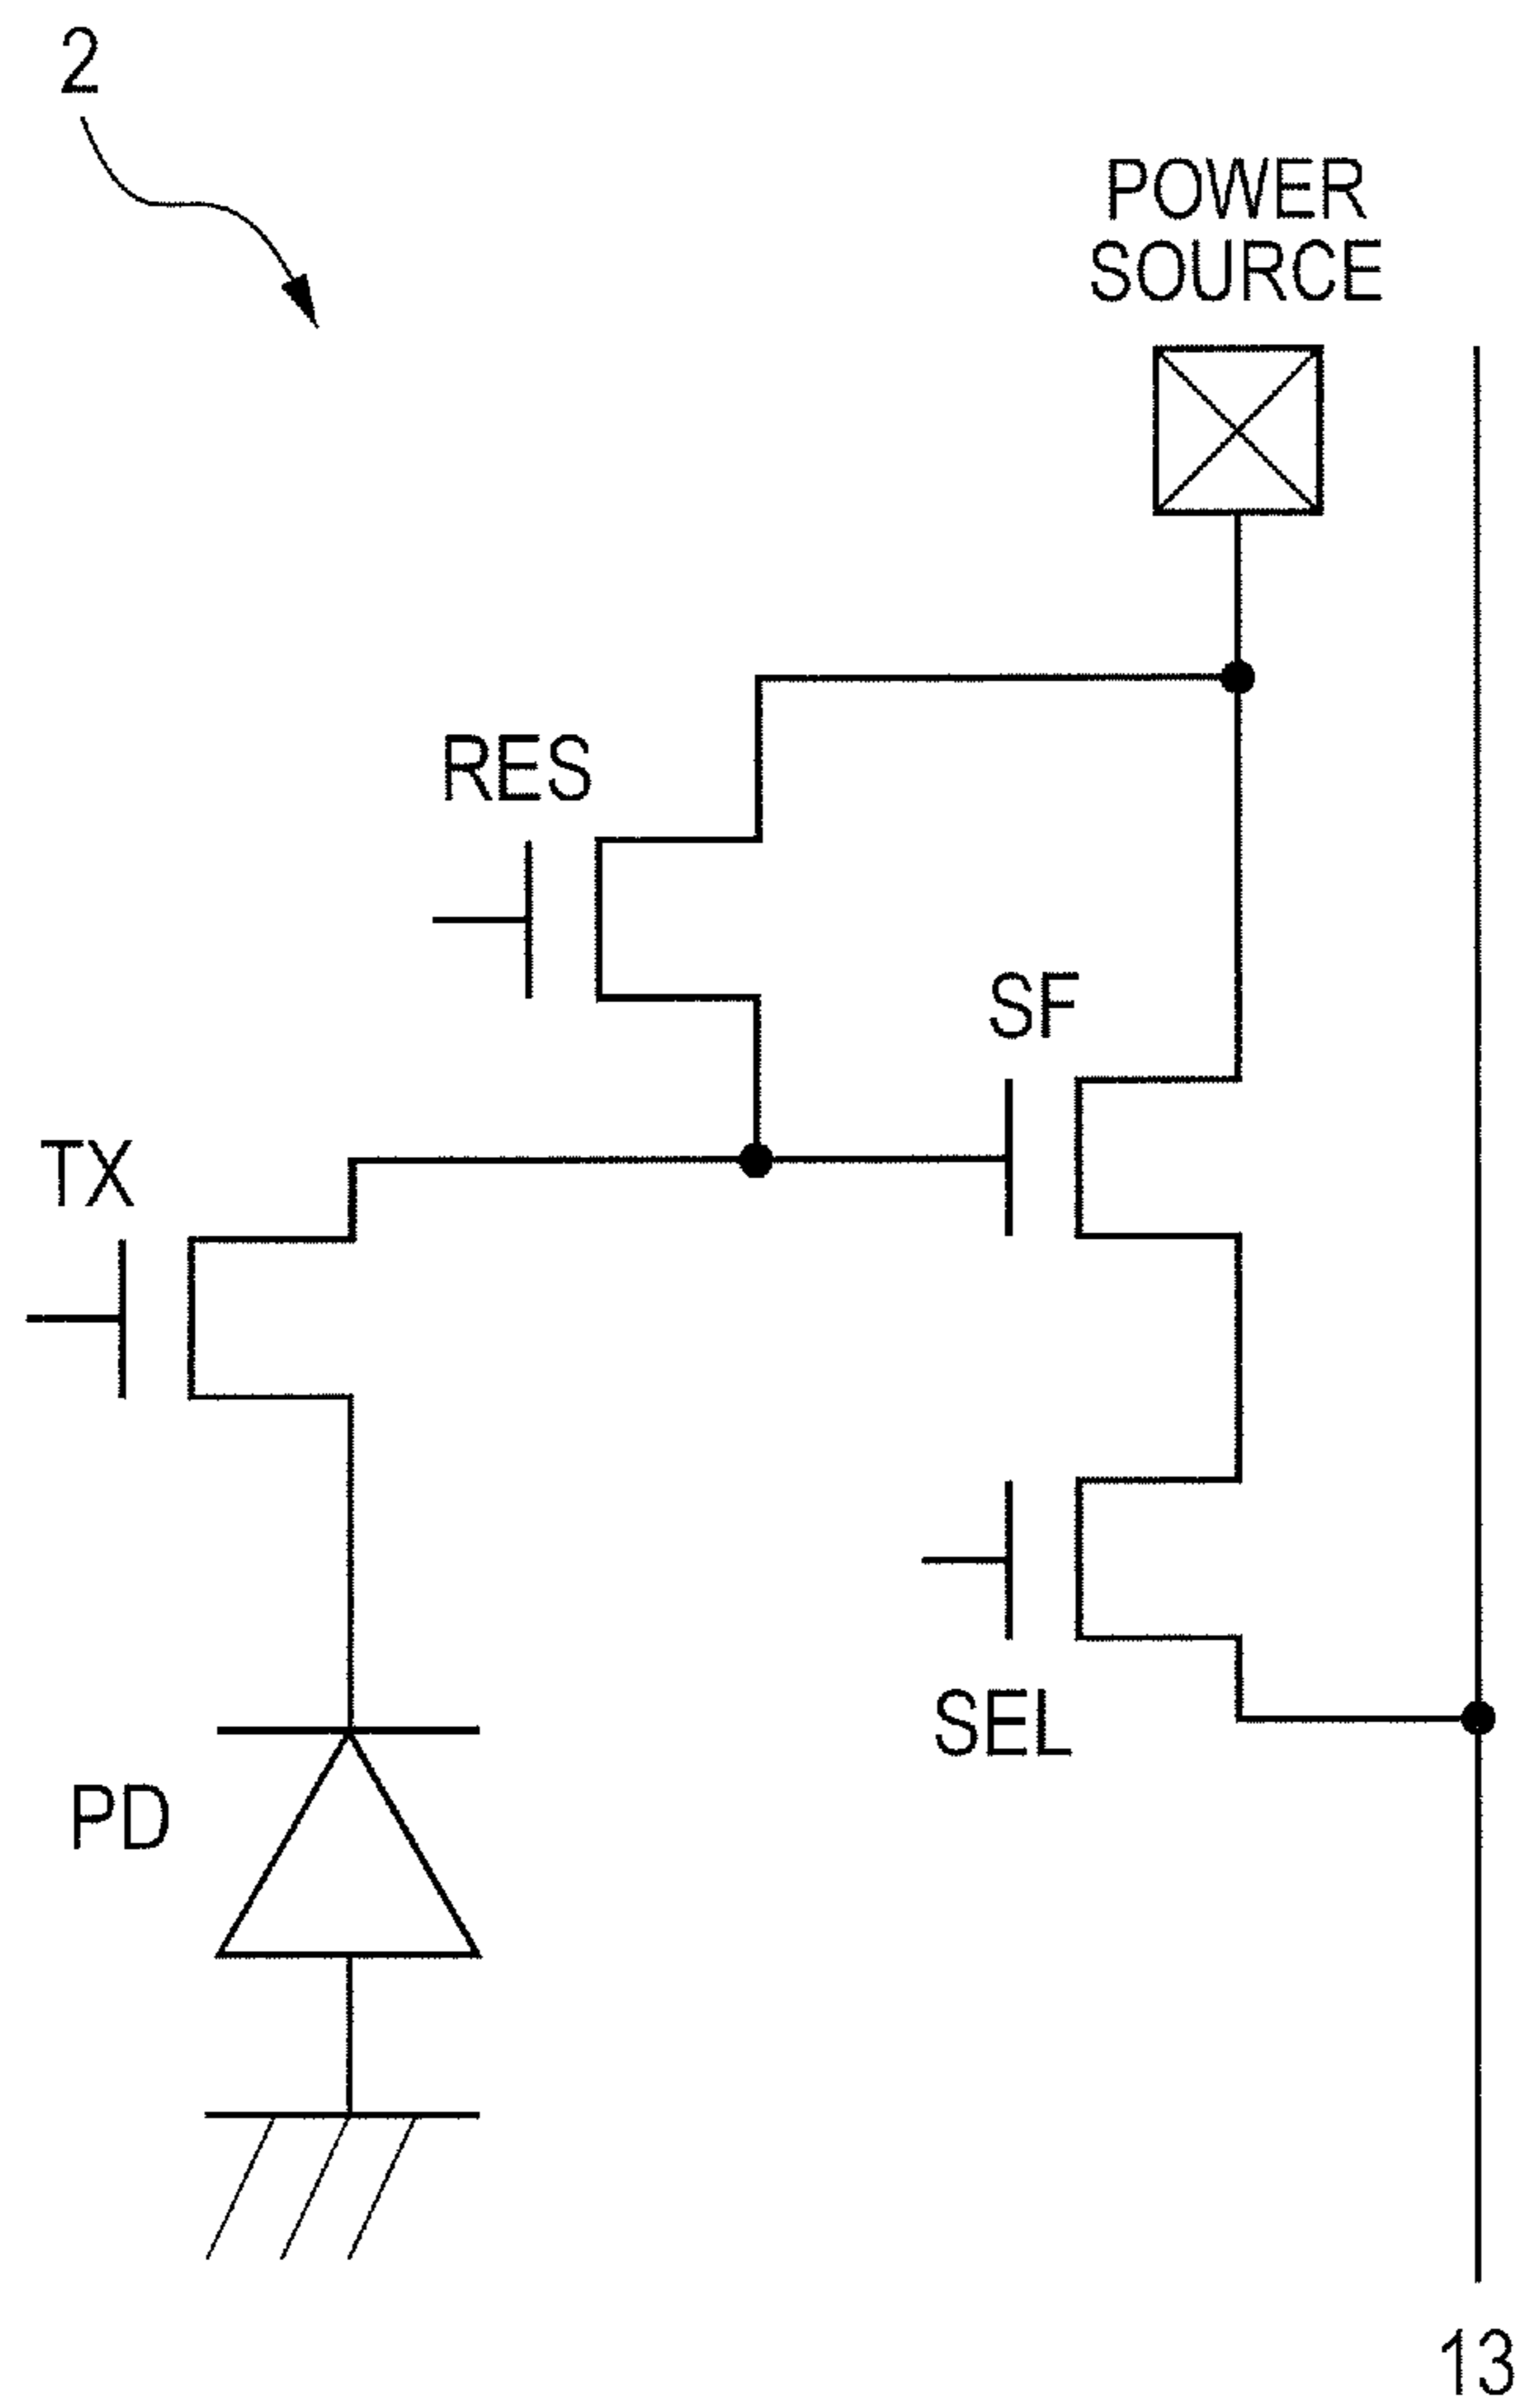 2
POWER
SOURCE
RES
SF
TX
SEL
PD
13